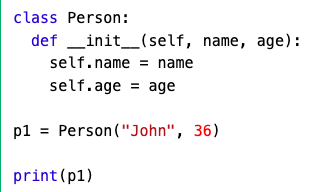 class Person:
  def __init__(self, name, age):
    self.name = name
    self.age = age

p1 = Person("John", 36)

print(p1)